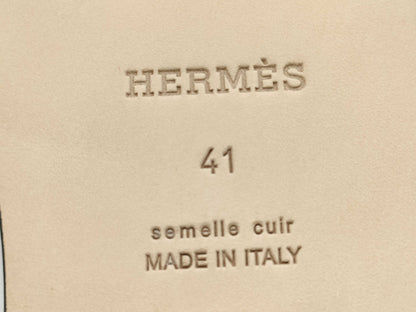 HERMÈS
41
semelle cuir
MADE IN ITALY